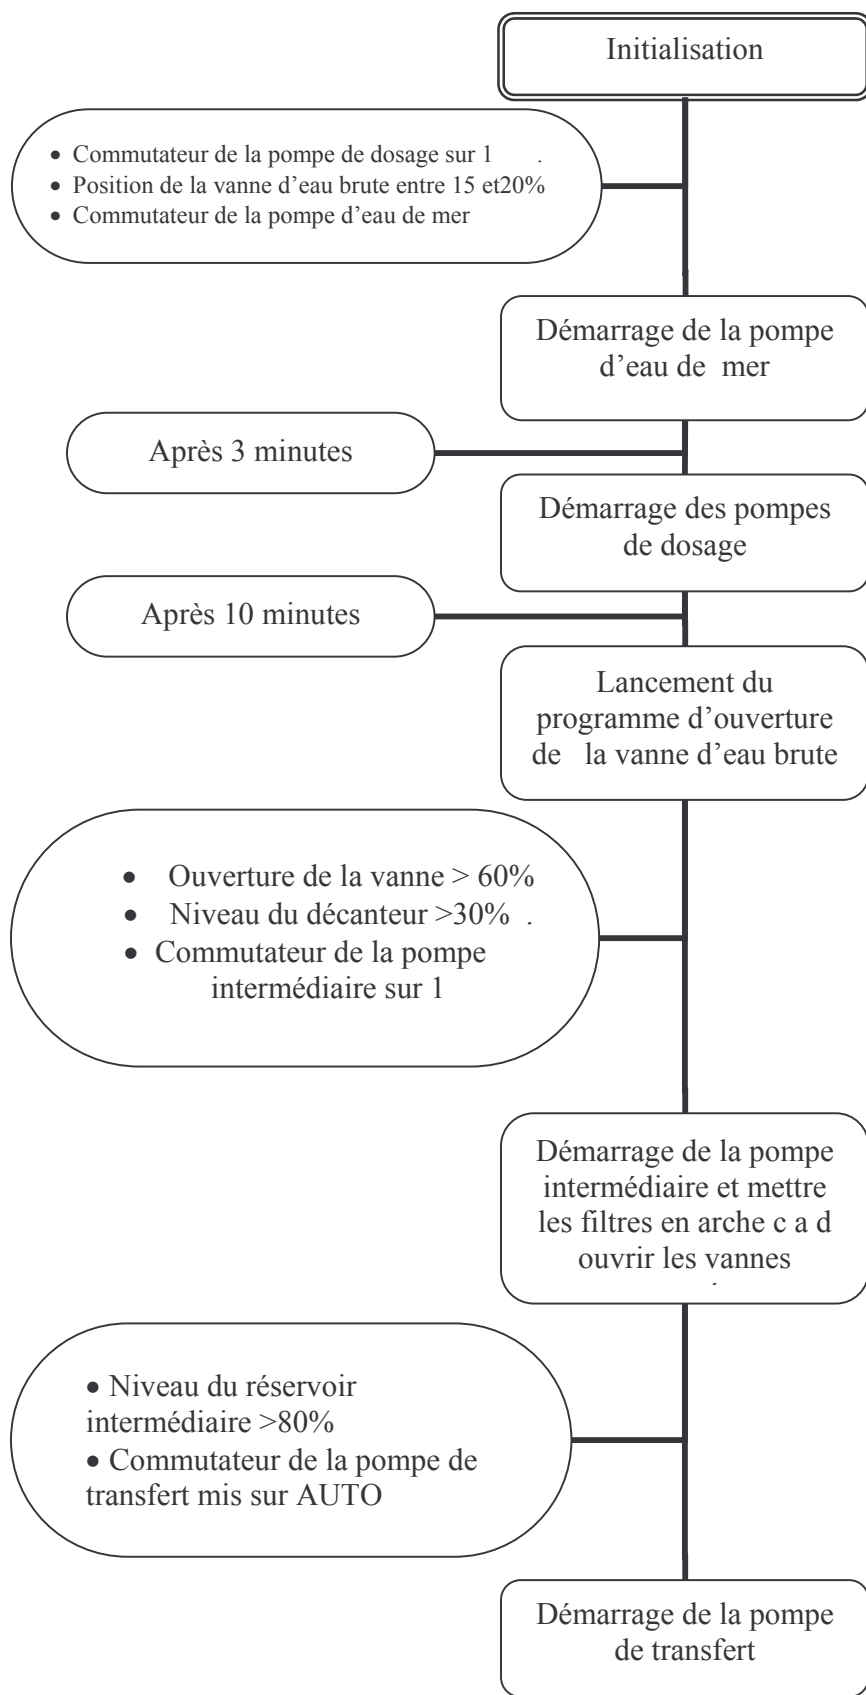 Initialisation
• Commutateur de la pompe de dosage sur 1 .
• Position de la vanne d’eau brute entre 15 et20%
• Commutateur de la pompe d’eau de mer
Démarrage de la pompe
d’eau de mer
Après 3 minutes
Démarrage des pompes
de dosage
Après 10 minutes
Lancement du
programme d’ouverture
de la vanne d’eau brute
• Ouverture de la vanne > 60%
• Niveau du décanteur >30% .
• Commutateur de la pompe
intermédiaire sur 1
Démarrage de la pompe
intermédiaire et mettre
les filtres en arche c a d
ouvrir les vannes
• Niveau du réservoir
intermédiaire >80%
• Commutateur de la pompe de
transfert mis sur AUTO
Démarrage de la pompe
de transfert